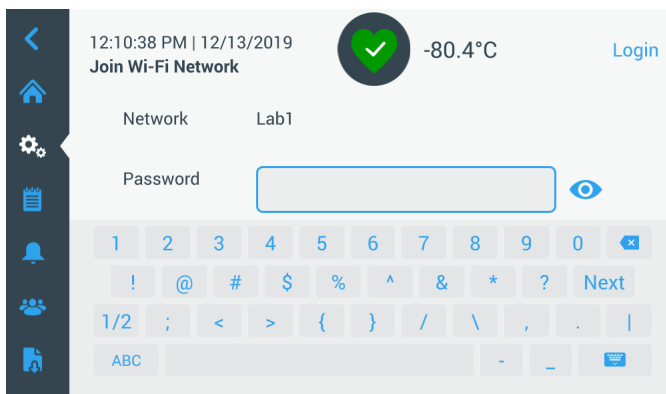 12:10:38 PM | 12/13/2019
-80.4°C
Login
Join Wi-Fi Network
Network Lab1
Password
1 2 3 4 5 6 7 8 9 0
! @ # $ % ^ & * ? Next
1/2 ; < > { } / \ , . |
ABC - _